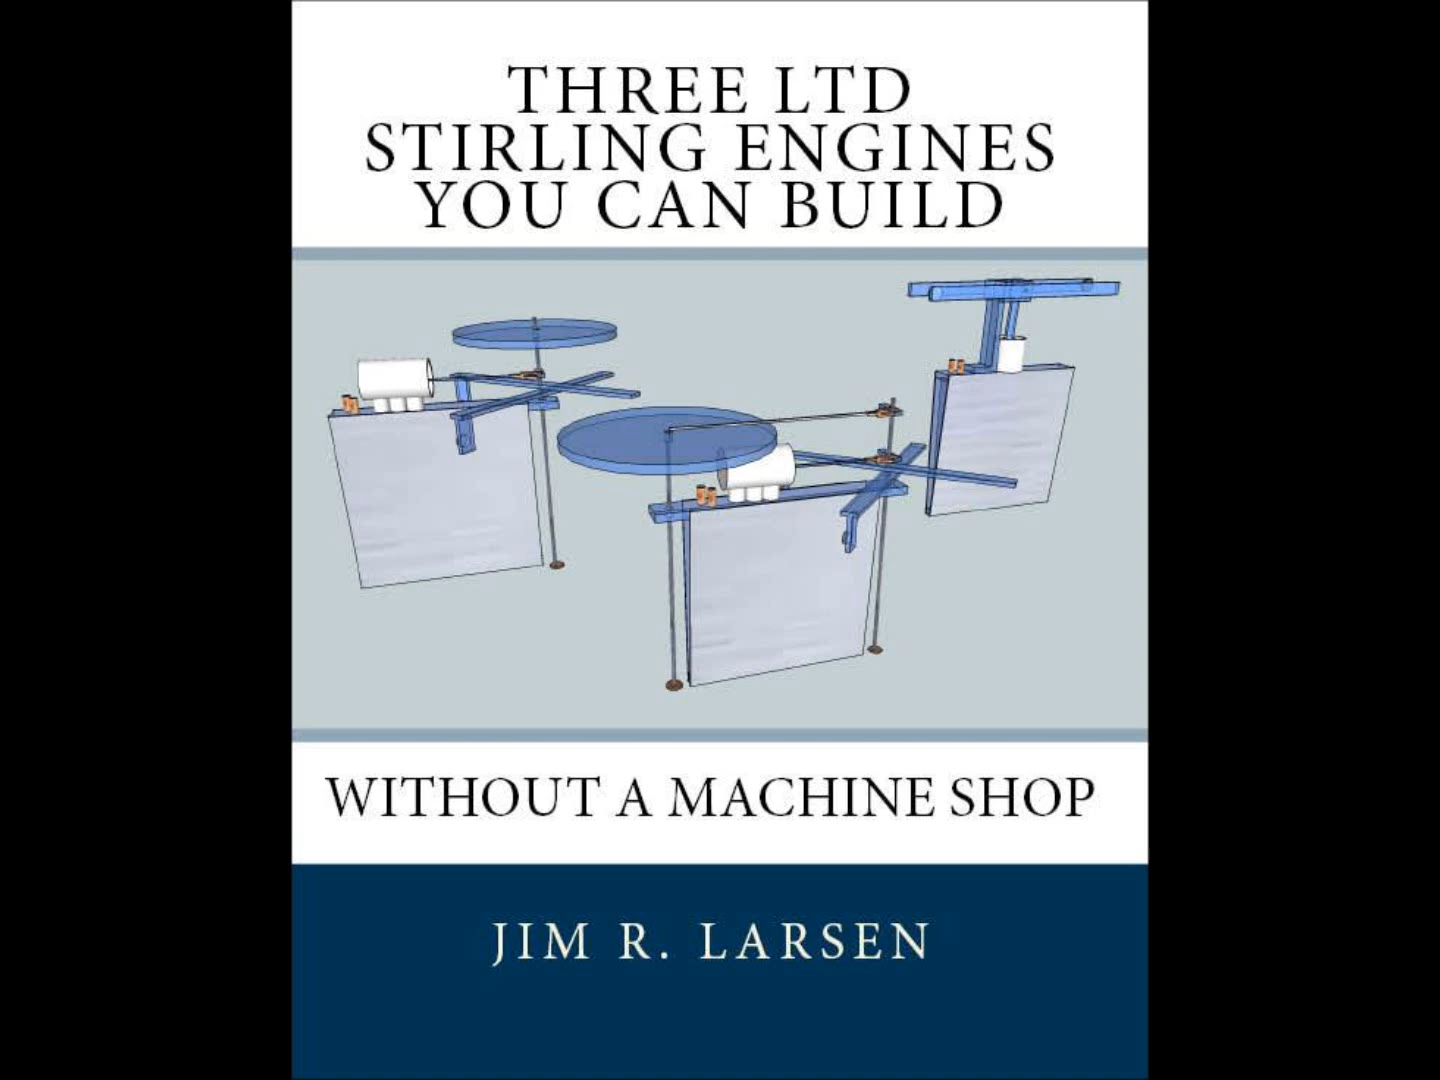 THREE LTD
STIRLING ENGINES
YOU CAN BUILD
WITHOUT A MACHINE SHOP
JIM R. LARSEN